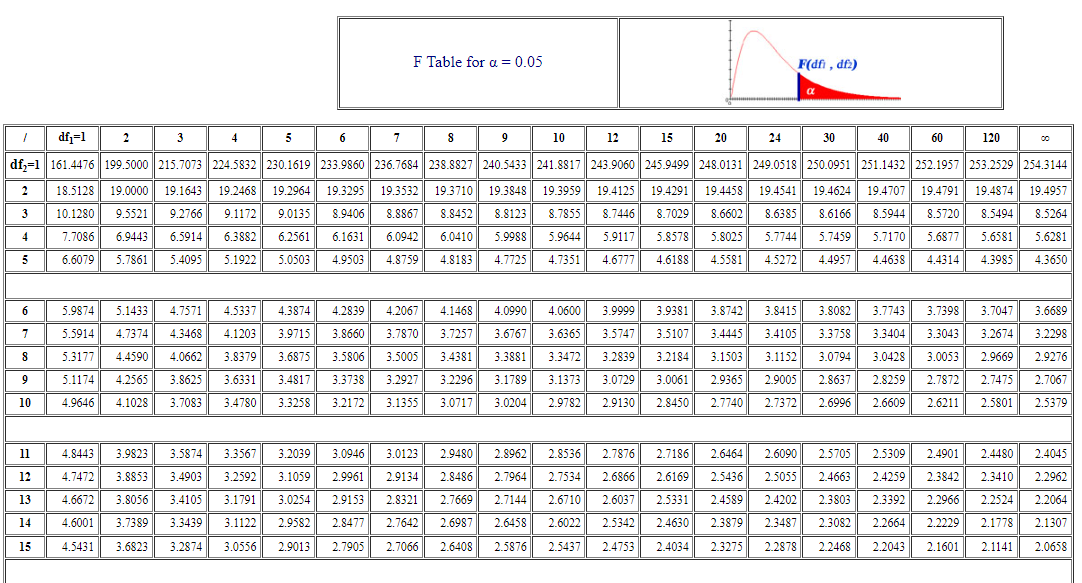 F Table for α = 0.05
F(df₁ , df₂)
α
/ df₁=1 2 3 4 5 6 7 8 9 10 12 15 20 24 30 40 60 120 ∞
df₂=1 161.4476 199.5000 215.7073 224.5832 230.1619 233.9860 236.7684 238.8827 240.5433 241.8817 243.9060 245.9499 248.0131 249.0518 250.0951 251.1432 252.1957 253.2529 254.3144
2 18.5128 19.0000 19.1643 19.2468 19.2964 19.3295 19.3532 19.3710 19.3848 19.3959 19.4125 19.4291 19.4458 19.4541 19.4624 19.4707 19.4791 19.4874 19.4957
3 10.1280 9.5521 9.2766 9.1172 9.0135 8.9406 8.8867 8.8452 8.8123 8.7855 8.7446 8.7029 8.6602 8.6385 8.6166 8.5944 8.5720 8.5494 8.5264
4 7.7086 6.9443 6.5914 6.3882 6.2561 6.1631 6.0942 6.0410 5.9988 5.9644 5.9117 5.8578 5.8025 5.7744 5.7459 5.7170 5.6877 5.6581 5.6281
5 6.6079 5.7861 5.4095 5.1922 5.0503 4.9503 4.8759 4.8183 4.7725 4.7351 4.6777 4.6188 4.5581 4.5272 4.4957 4.4638 4.4314 4.3985 4.3650
6 5.9874 5.1433 4.7571 4.5337 4.3874 4.2839 4.2067 4.1468 4.0990 4.0600 3.9999 3.9381 3.8742 3.8415 3.8082 3.7743 3.7398 3.7047 3.6689
7 5.5914 4.7374 4.3468 4.1203 3.9715 3.8660 3.7870 3.7257 3.6767 3.6365 3.5747 3.5107 3.4445 3.4105 3.3758 3.3404 3.3043 3.2674 3.2298
8 5.3177 4.4590 4.0662 3.8379 3.6875 3.5806 3.5005 3.4381 3.3881 3.3472 3.2839 3.2184 3.1503 3.1152 3.0794 3.0428 3.0053 2.9669 2.9276
9 5.1174 4.2565 3.8625 3.6331 3.4817 3.3738 3.2927 3.2296 3.1789 3.1373 3.0729 3.0061 2.9365 2.9005 2.8637 2.8259 2.7872 2.7475 2.7067
10 4.9646 4.1028 3.7083 3.4780 3.3258 3.2172 3.1355 3.0717 3.0204 2.9782 2.9130 2.8450 2.7740 2.7372 2.6996 2.6609 2.6211 2.5801 2.5379
11 4.8443 3.9823 3.5874 3.3567 3.2039 3.0946 3.0123 2.9480 2.8962 2.8536 2.7876 2.7186 2.6464 2.6090 2.5705 2.5309 2.4901 2.4480 2.4045
12 4.7472 3.8853 3.4903 3.2592 3.1059 2.9961 2.9134 2.8486 2.7964 2.7534 2.6866 2.6169 2.5436 2.5055 2.4663 2.4259 2.3842 2.3410 2.2962
13 4.6672 3.8056 3.4105 3.1791 3.0254 2.9153 2.8321 2.7669 2.7144 2.6710 2.6037 2.5331 2.4589 2.4202 2.3803 2.3392 2.2966 2.2524 2.2064
14 4.6001 3.7389 3.3439 3.1122 2.9582 2.8477 2.7642 2.6987 2.6458 2.6022 2.5342 2.4630 2.3879 2.3487 2.3082 2.2664 2.2229 2.1778 2.1307
15 4.5431 3.6823 3.2874 3.0556 2.9013 2.7905 2.7066 2.6408 2.5876 2.5437 2.4753 2.4034 2.3275 2.2878 2.2468 2.2043 2.1601 2.1141 2.0658